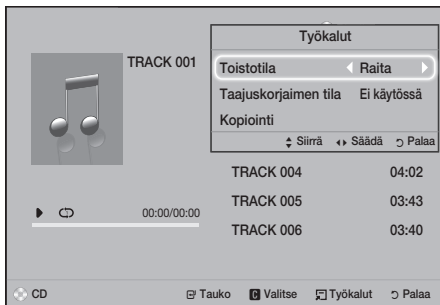 Työkalut
TRACK 001
Toistotila Raita
Taajuskorjaimen tila Ei käytössä
Kopiointi
Siirrä Säädä Palaa
TRACK 004 04:02
TRACK 005 03:43
00:00/00:00
TRACK 006 03:40
CD Tauko C Valitse Työkalut Palaa